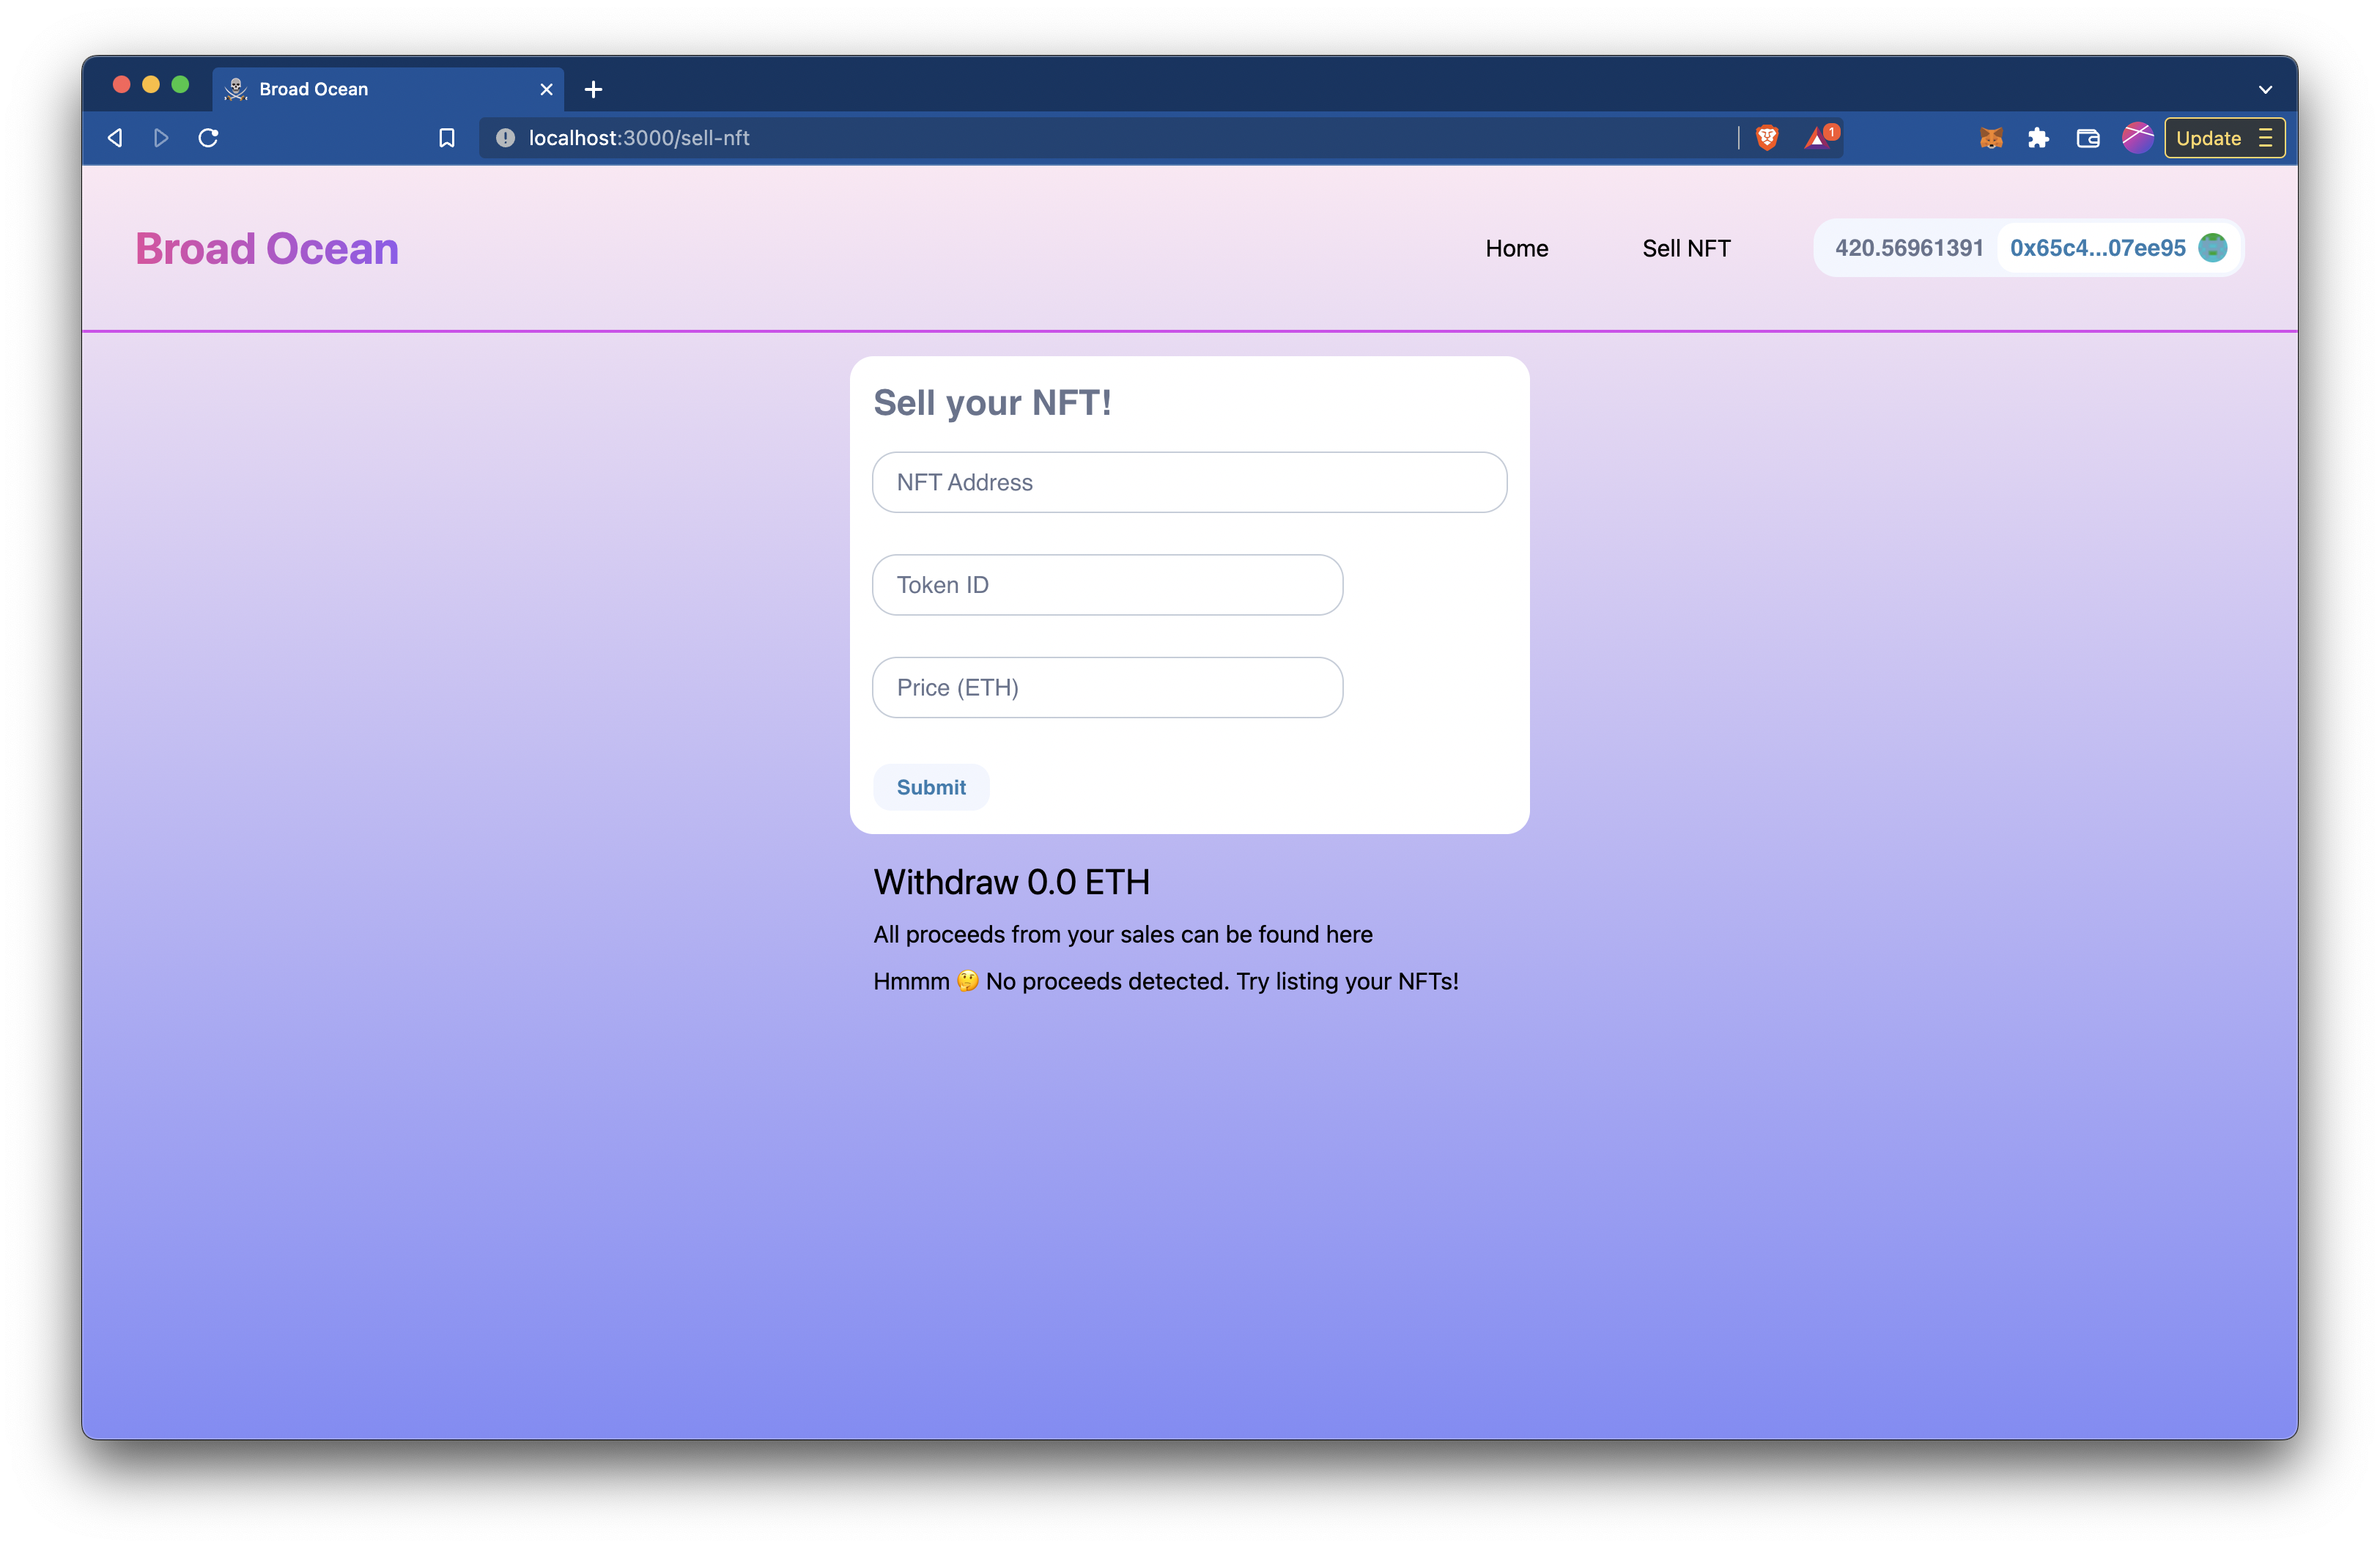 Broad Ocean
localhost:3000/sell-nft
1
Update
Broad Ocean
Home
Sell NFT
420.56961391
0x65c4...07ee95
Sell your NFT!
NFT Address
Token ID
Price (ETH)
Submit
Withdraw 0.0 ETH
All proceeds from your sales can be found here
Hmmm 🤔 No proceeds detected. Try listing your NFTs!